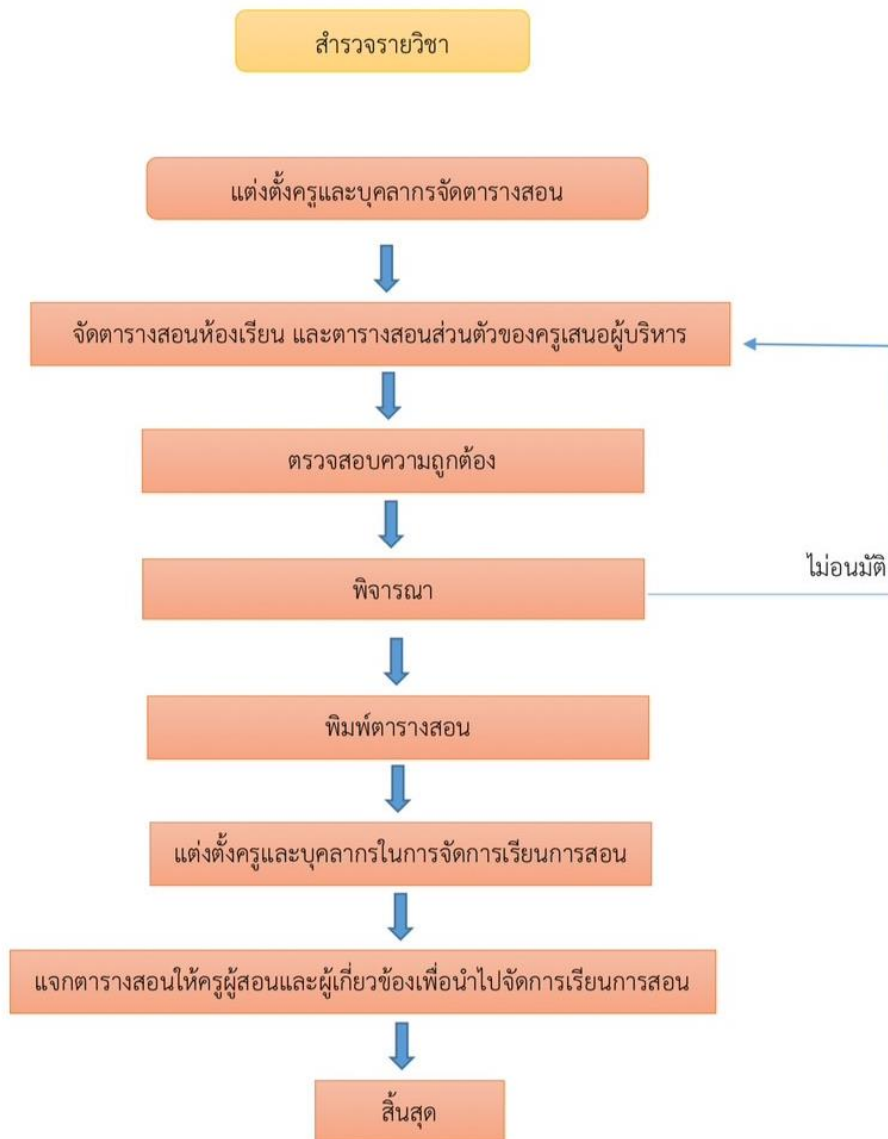 สำรวจรายวิชา
แต่งตั้งครูและบุคลากรจัดตารางสอน
จัดตารางสอนห้องเรียน และตารางสอนส่วนตัวของครูเสนอผู้บริหาร
ตรวจสอบความถูกต้อง
ไม่อนมัติ
พิจารณา
พิมพ์ตารางสอน
แต่งตั้งครูและบุคลากรในการจัดการเรียนการสอน
แจกตารางสอนให้ครูผู้สอนและผู้เกี่ยวข้องเพื่อนำไปจัดการเรียนการสอน
สิ้นสุด